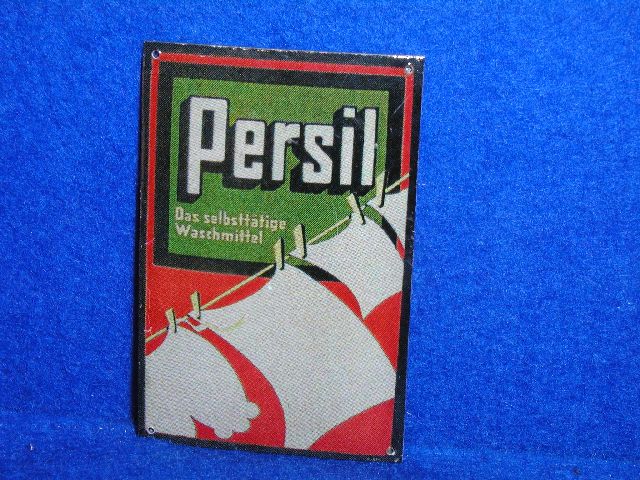 Persil
Das selbsttätige
Waschmittel